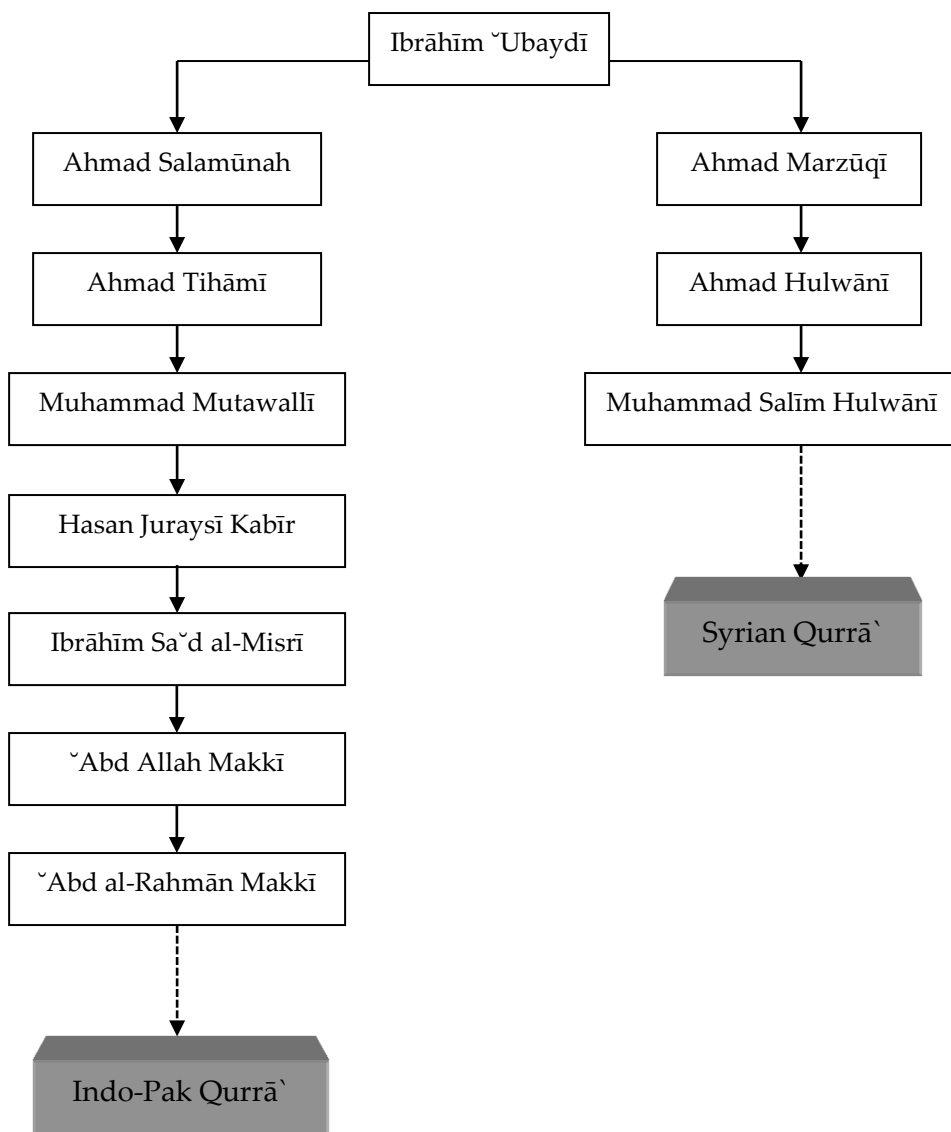 Ibrāhīm ˘Ubaydī
Ahmad Salamūnah
Ahmad Marzūqī
Ahmad Tihāmī
Ahmad Hulwānī
Muhammad Mutawallī
Muhammad Salīm Hulwānī
Hasan Juraysī Kabīr
Ibrāhīm Sa˘d al-Misrī
Syrian Qurrā`
˘Abd Allah Makkī
˘Abd al-Rahmān Makkī
Indo-Pak Qurrā`